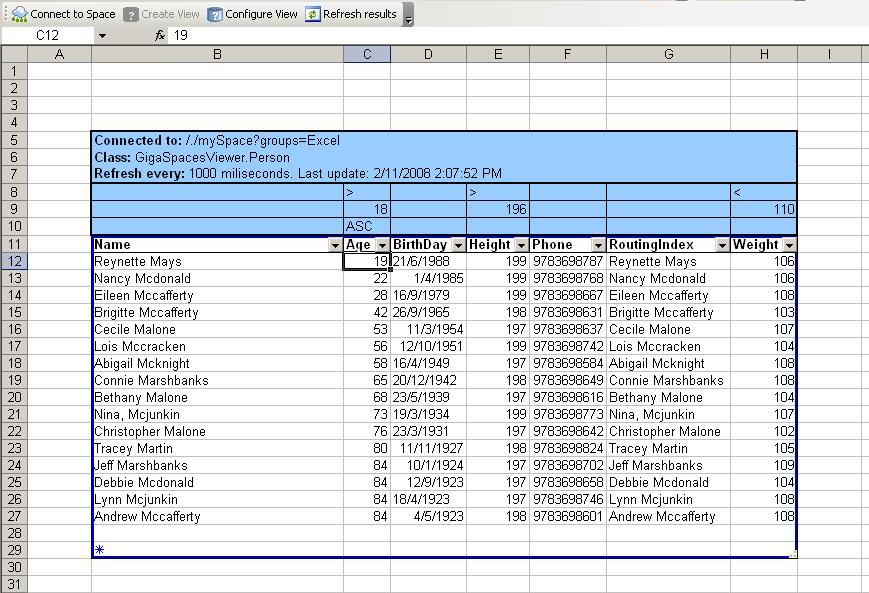 Connect to Space Create View Configure View Refresh results
C12 fx 19
A B C D E F G H I
1
2
3
4
5 Connected to: /./mySpace?groups=Excel
6 Class: GigaSpacesViewer.Person
7 Refresh every: 1000 miliseconds. Last update: 2/11/2008 2:07:52 PM
8 > > <
9 18 196 110
10 ASC
11 Name Age BirthDay Height Phone RoutingIndex Weight
12 Reynette Mays 19 21/6/1988 199 9783698787 Reynette Mays 106
13 Nancy Mcdonald 22 1/4/1985 199 9783698768 Nancy Mcdonald 106
14 Eileen Mccafferty 28 16/9/1979 199 9783698667 Eileen Mccafferty 108
15 Brigitte Mccafferty 42 26/9/1965 198 9783698631 Brigitte Mccafferty 103
16 Cecile Malone 53 11/3/1954 197 9783698637 Cecile Malone 107
17 Lois Mccracken 56 12/10/1951 199 9783698742 Lois Mccracken 104
18 Abigail Mcknight 58 16/4/1949 197 9783698584 Abigail Mcknight 108
19 Connie Marshbanks 65 20/12/1942 198 9783698649 Connie Marshbanks 108
20 Bethany Malone 68 23/5/1939 197 9783698616 Bethany Malone 104
21 Nina, Mcjunkin 73 19/3/1934 199 9783698773 Nina, Mcjunkin 107
22 Christopher Malone 76 23/3/1931 197 9783698642 Christopher Malone 102
23 Tracey Martin 80 11/11/1927 198 9783698824 Tracey Martin 105
24 Jeff Marshbanks 84 10/1/1924 197 9783698702 Jeff Marshbanks 109
25 Debbie Mcdonald 84 12/9/1923 197 9783698658 Debbie Mcdonald 104
26 Lynn Mcjunkin 84 18/4/1923 197 9783698746 Lynn Mcjunkin 108
27 Andrew Mccafferty 84 4/5/1923 198 9783698601 Andrew Mccafferty 108
28
29 *
30
31